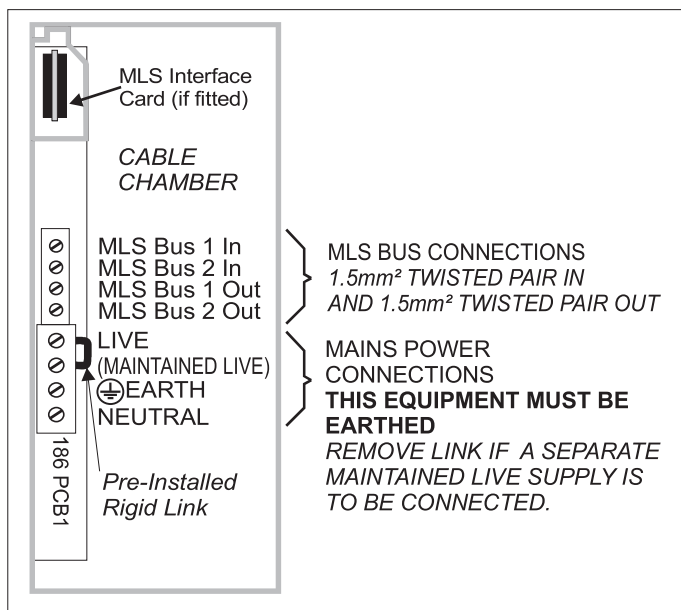 MLS Interface
Card (if fitted)
CABLE
CHAMBER
MLS Bus 1 In
MLS Bus 2 In
MLS Bus 1 Out
MLS Bus 2 Out
MLS BUS CONNECTIONS
1.5mm² TWISTED PAIR IN
AND 1.5mm² TWISTED PAIR OUT
LIVE
(MAINTAINED LIVE)
EARTH
NEUTRAL
MAINS POWER
CONNECTIONS
THIS EQUIPMENT MUST BE
EARTHED
REMOVE LINK IF A SEPARATE
MAINTAINED LIVE SUPPLY IS
TO BE CONNECTED.
186 PCB1
Pre-Installed
Rigid Link